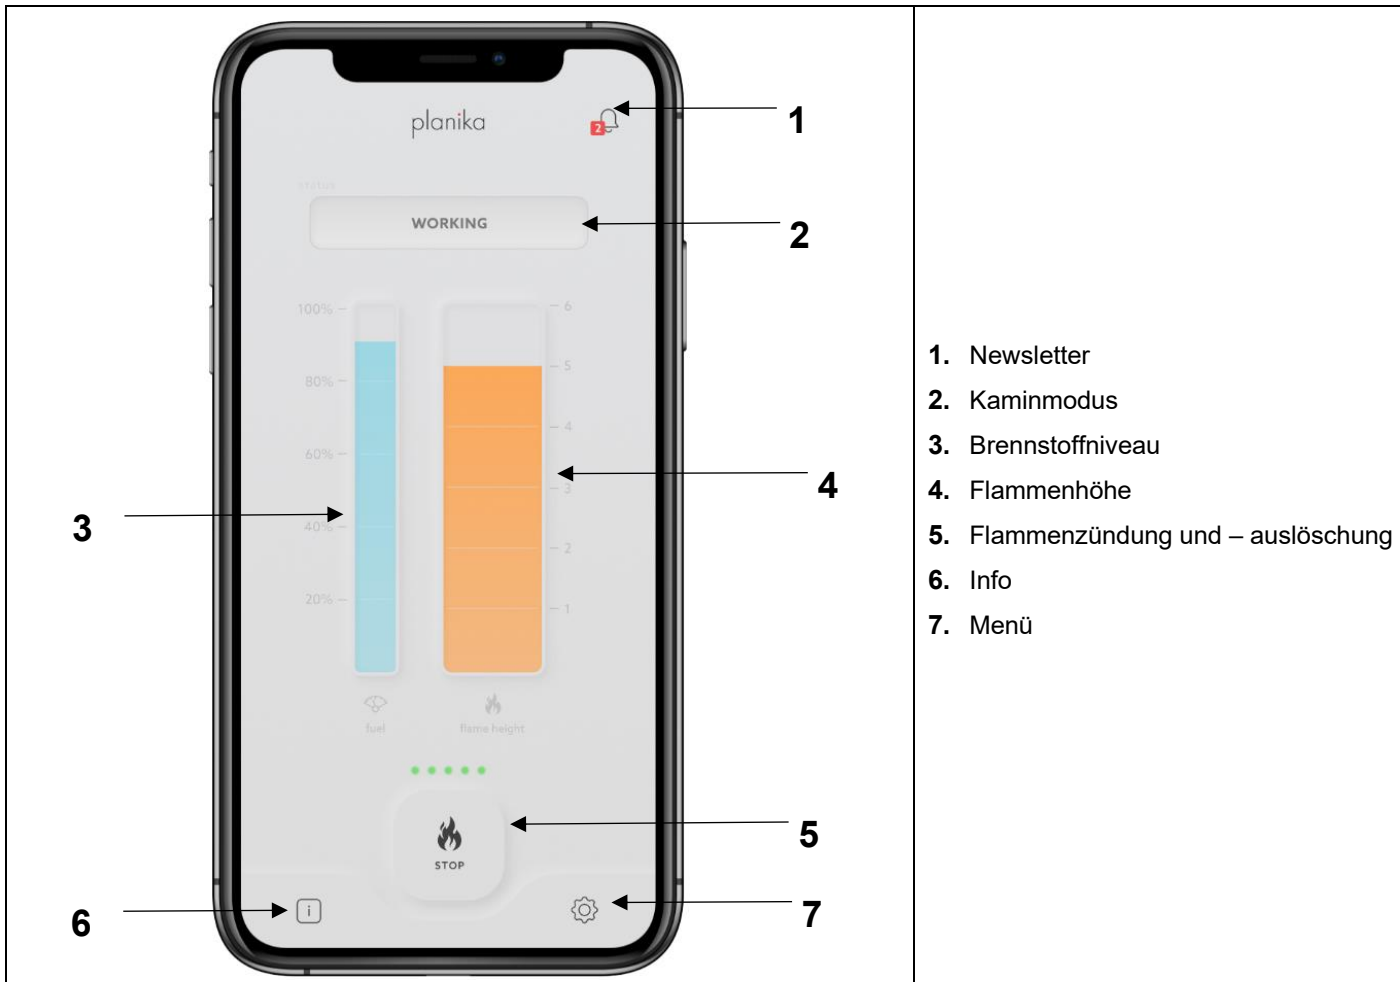 planika
2
1
STATUS
WORKING
2
100%
80%
60%
40%
20%
6
5
4
3
2
1
3
4
fuel
flame height
STOP
5
i
6
7
1. Newsletter
2. Kaminmodus
3. Brennstoffniveau
4. Flammenhöhe
5. Flammenzündung und – auslöschung
6. Info
7. Menü